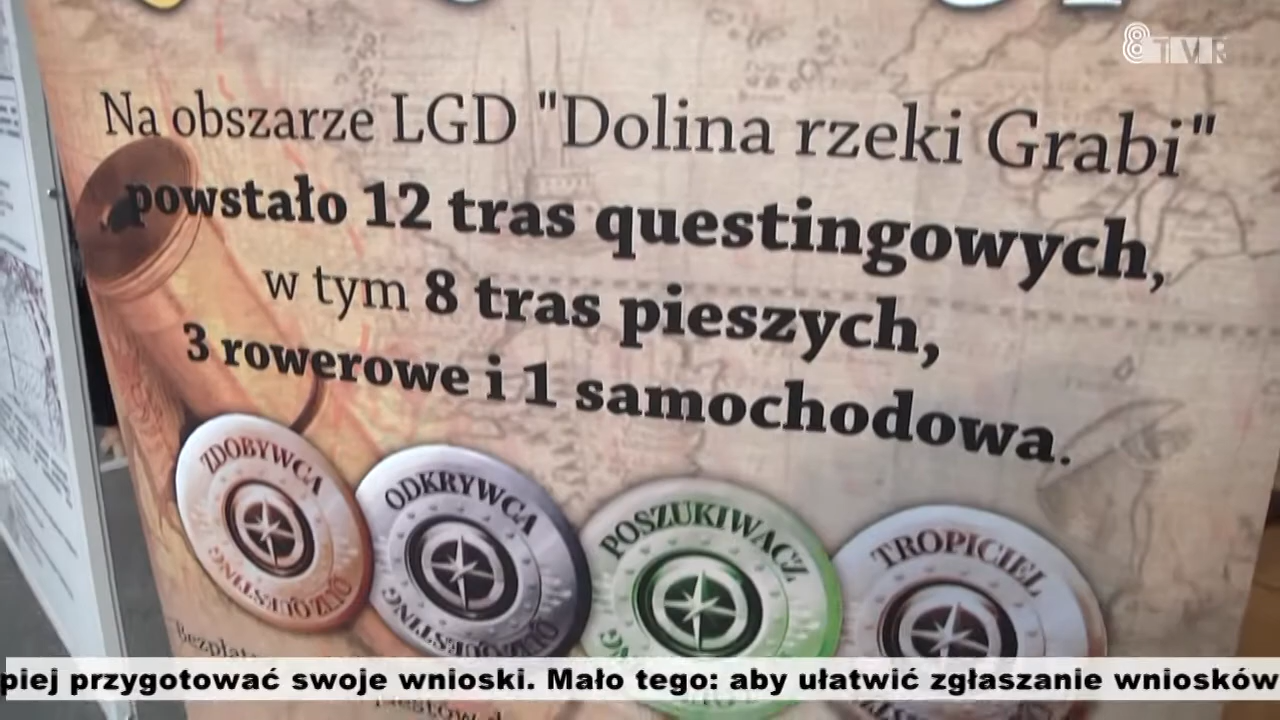 8TVR
Na obszarze LGD "Dolina rzeki Grabi"
powstało 12 tras questingowych,
w tym 8 tras pieszych,
3 rowerowe i 1 samochodowa.
ZDOBYWCA
ODKRYWCA
POSZUKIWACZ
TROPICIEL
piej przygotować swoje wnioski. Mało tego: aby ułatwić zgłaszanie wniosków